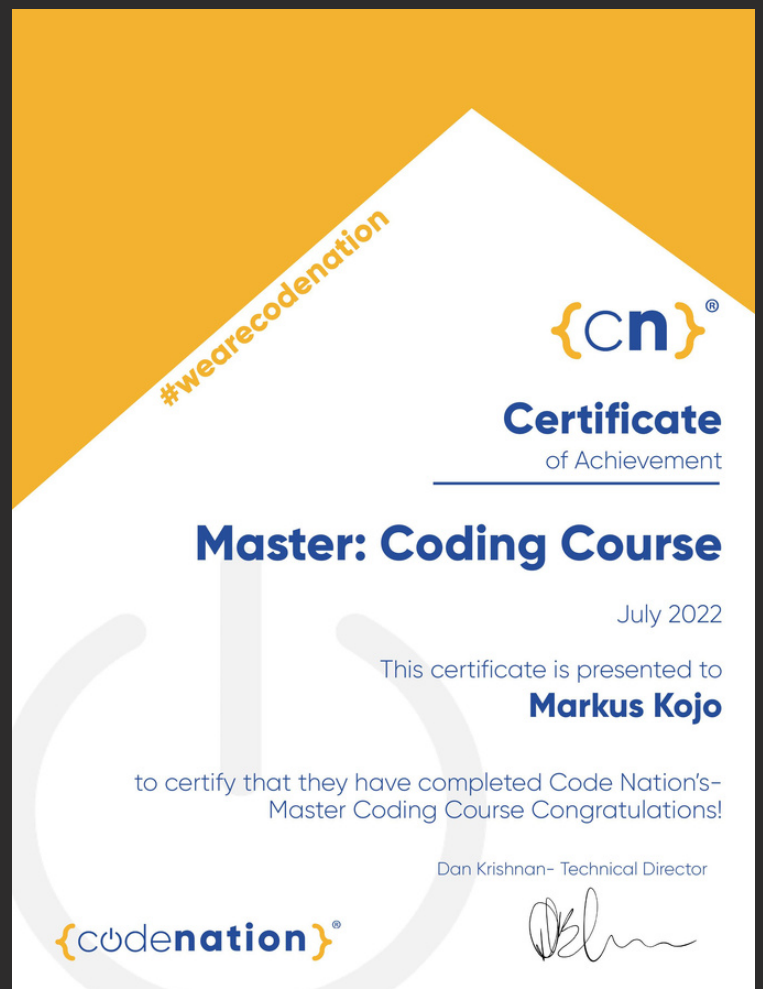 #wearecodenation
{cn}®
Certificate
of Achievement
Master: Coding Course
July 2022
This certificate is presented to
Markus Kojo
to certify that they have completed Code Nation’s-
Master Coding Course Congratulations!
Dan Krishnan- Technical Director
{codenation}®